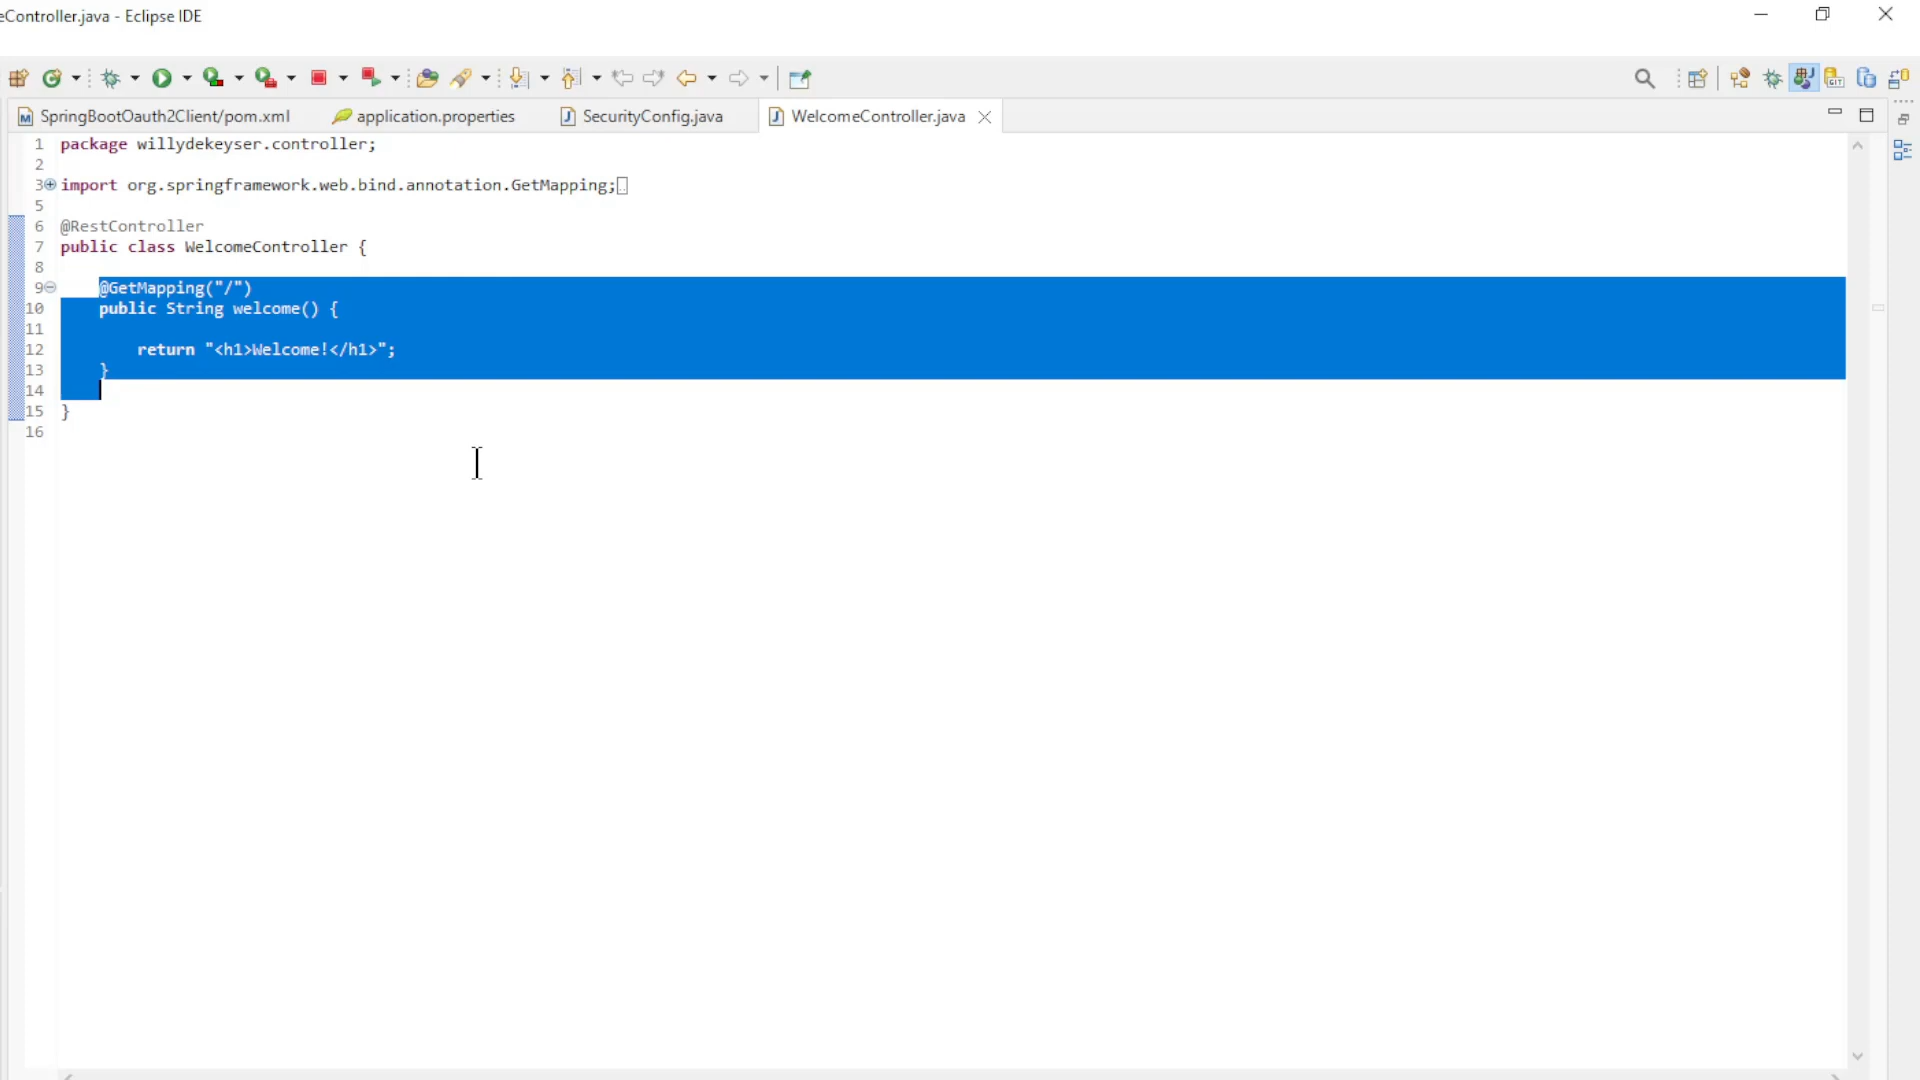 eController.java - Eclipse IDE
SpringBootOauth2Client/pom.xml application.properties SecurityConfig.java WelcomeController.java
1 package willydekeyser.controller;
2
3 import org.springframework.web.bind.annotation.GetMapping;
5
6 @RestController
7 public class WelcomeController {
8
9 @GetMapping("/")
10 public String welcome() {
11
12 return "<h1>Welcome!</h1>";
13 }
14
15 }
16